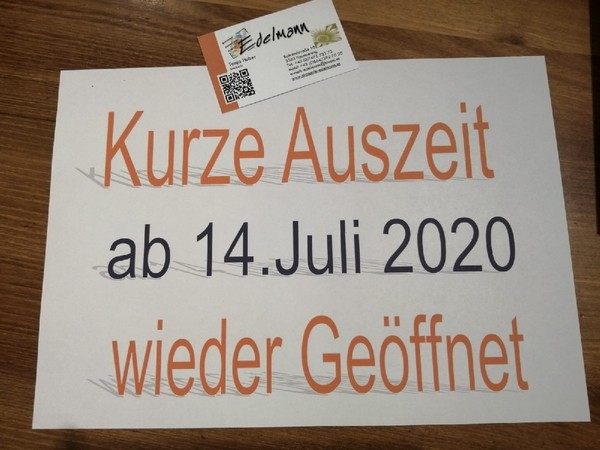 Edelmann
Kurze Auszeit
ab 14.Juli 2020
wieder Geöffnet